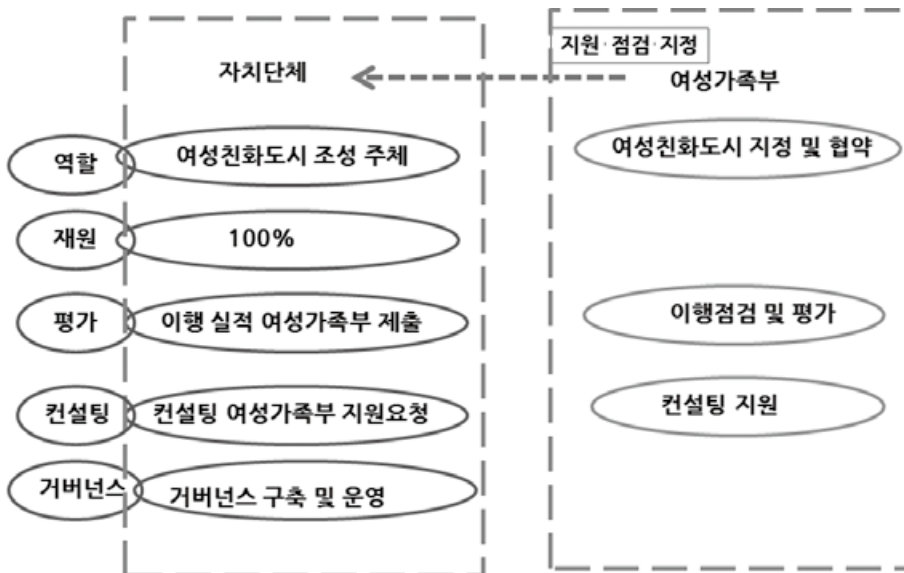 지원·점검·지정
자치단체
여성가족부
역할
여성친화도시 조성 주체
여성친화도시 지정 및 협약
재원
100%
평가
이행 실적 여성가족부 제출
이행점검 및 평가
컨설팅
컨설팅 여성가족부 지원요청
컨설팅 지원
거버넌스
거버넌스 구축 및 운영